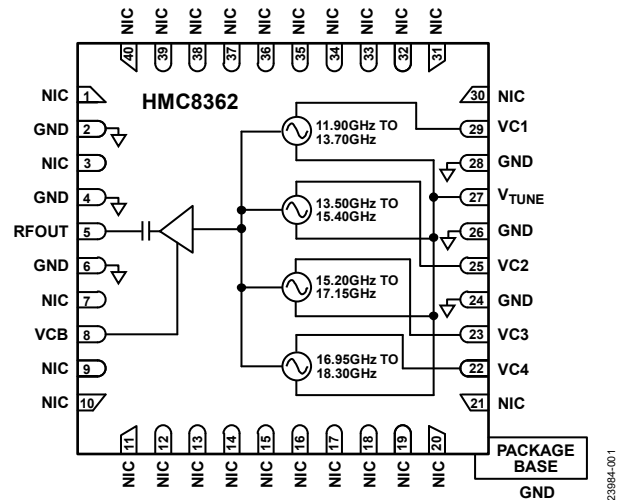 NIC NIC NIC NIC NIC NIC NIC NIC NIC NIC
40 39 38 37 36 35 34 33 32 31
HMC8362
NIC 1
GND 2
NIC 3
GND 4
RFOUT 5
GND 6
NIC 7
VCB 8
NIC 9
NIC 10
11.90GHz TO
13.70GHz
13.50GHz TO
15.40GHz
15.20GHz TO
17.15GHz
16.95GHz TO
18.30GHz
30 NIC
29 VC1
28 GND
27 VTUNE
26 GND
25 VC2
24 GND
23 VC3
22 VC4
21 NIC
11 12 13 14 15 16 17 18 19 20
NIC NIC NIC NIC NIC NIC NIC NIC NIC NIC
PACKAGE
BASE
GND
23984-001